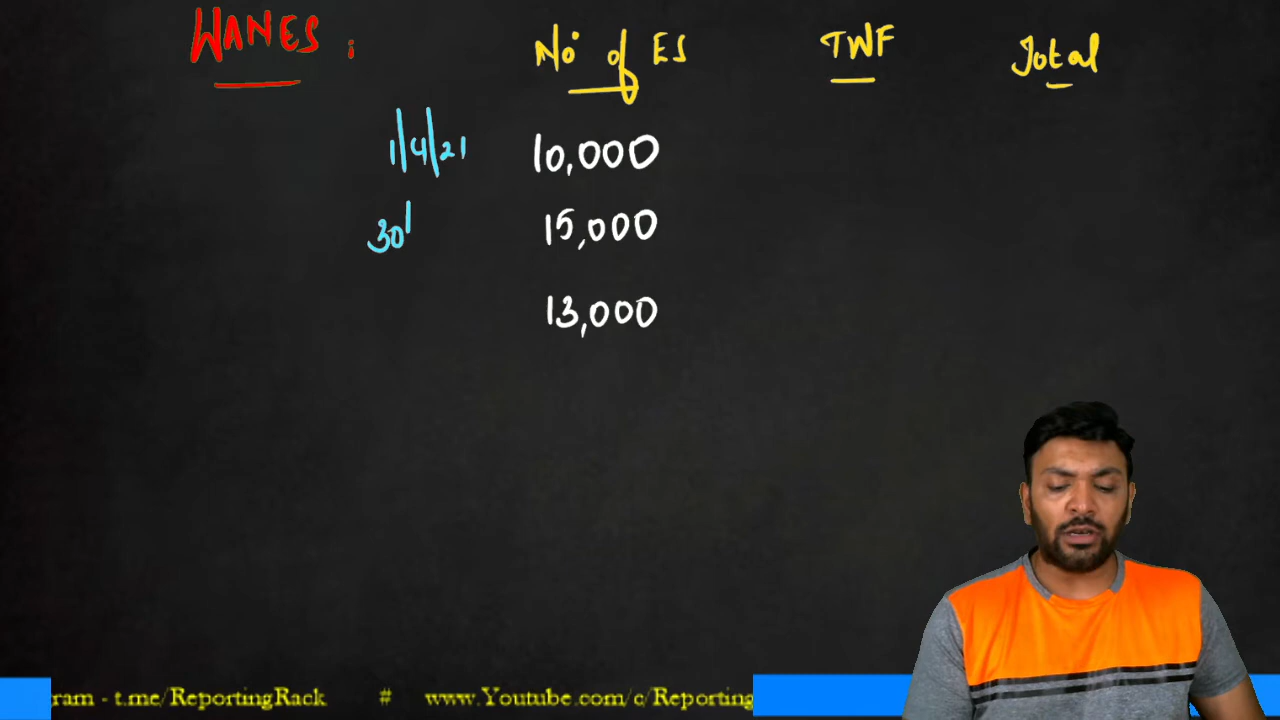 WANES : No. of ES TWF Total
1/4/21 10,000
30/ 15,000
13,000
ram - t.me/ReportingRack # www.Youtube.com/c/Reporting